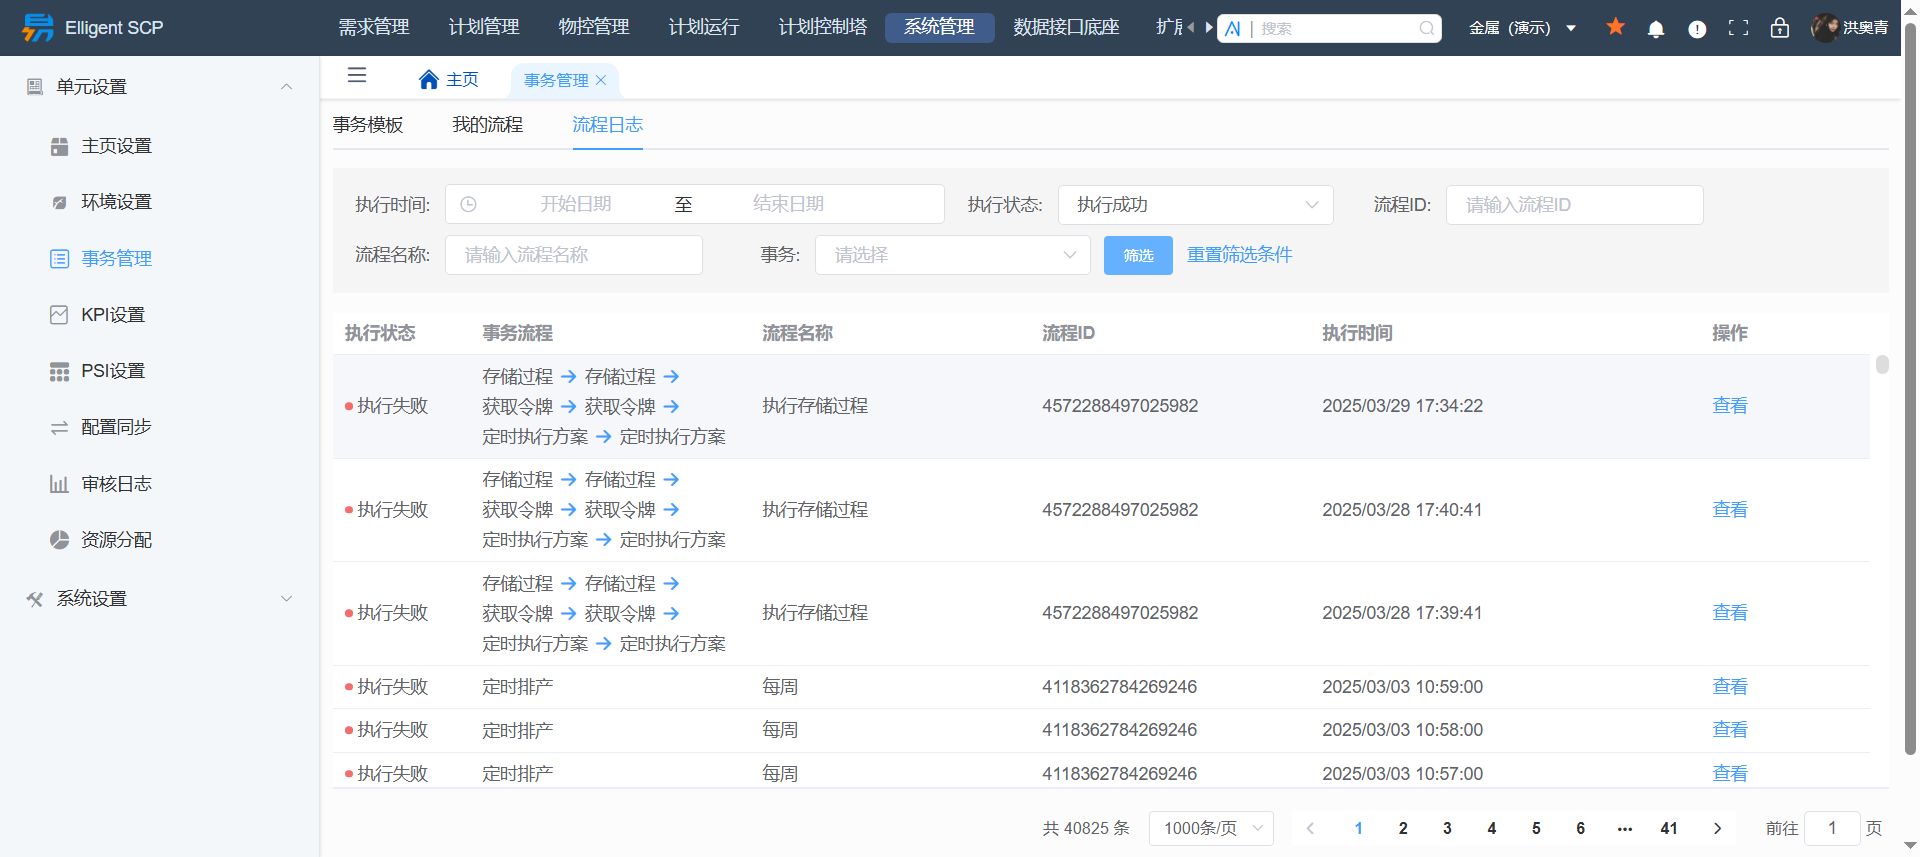 Elligent SCP
需求管理 计划管理 物控管理 计划运行 计划控制塔 系统管理 数据接口底座 扩展 AI | 搜索 金属（演示） 洪奥青
单元设置
主页设置
环境设置
事务管理
KPI设置
PSI设置
配置同步
审核日志
资源分配
系统设置
主页 事务管理
事务模板 我的流程 流程日志
执行时间: 开始日期 至 结束日期 执行状态: 执行成功 流程ID: 请输入流程ID
流程名称: 请输入流程名称 事务: 请选择 筛选 重置筛选条件
执行状态 事务流程 流程名称 流程ID 执行时间 操作
存储过程 → 存储过程 →
执行失败 获取令牌 → 获取令牌 → 执行存储过程 4572288497025982 2025/03/29 17:34:22 查看
定时执行方案 → 定时执行方案
存储过程 → 存储过程 →
执行失败 获取令牌 → 获取令牌 → 执行存储过程 4572288497025982 2025/03/28 17:40:41 查看
定时执行方案 → 定时执行方案
存储过程 → 存储过程 →
执行失败 获取令牌 → 获取令牌 → 执行存储过程 4572288497025982 2025/03/28 17:39:41 查看
定时执行方案 → 定时执行方案
执行失败 定时排产 每周 4118362784269246 2025/03/03 10:59:00 查看
执行失败 定时排产 每周 4118362784269246 2025/03/03 10:58:00 查看
执行失败 定时排产 每周 4118362784269246 2025/03/03 10:57:00 查看
共 40825 条 1000条/页 1 2 3 4 5 6 ••• 41 前往 1 页